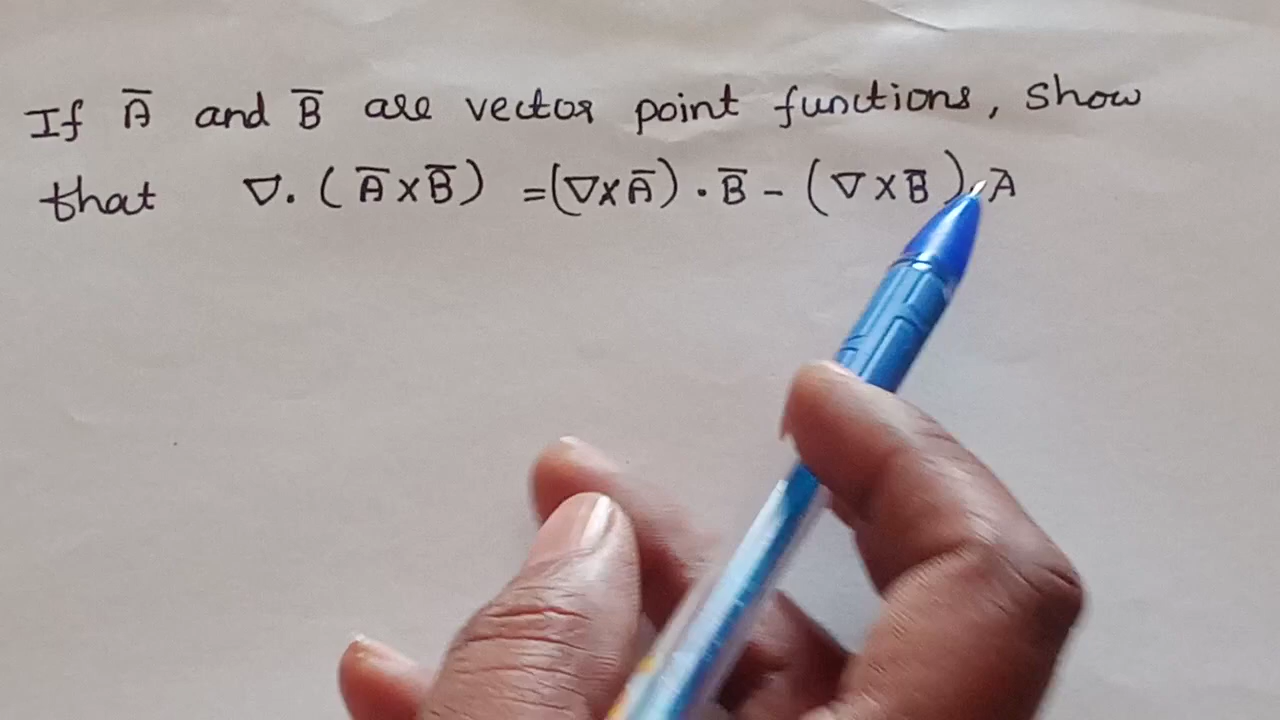 If A̅ and B̅ are vector point functions, show
that ∇. (A̅ × B̅) = (∇×A̅) · B̅ - (∇×B̅) · A̅